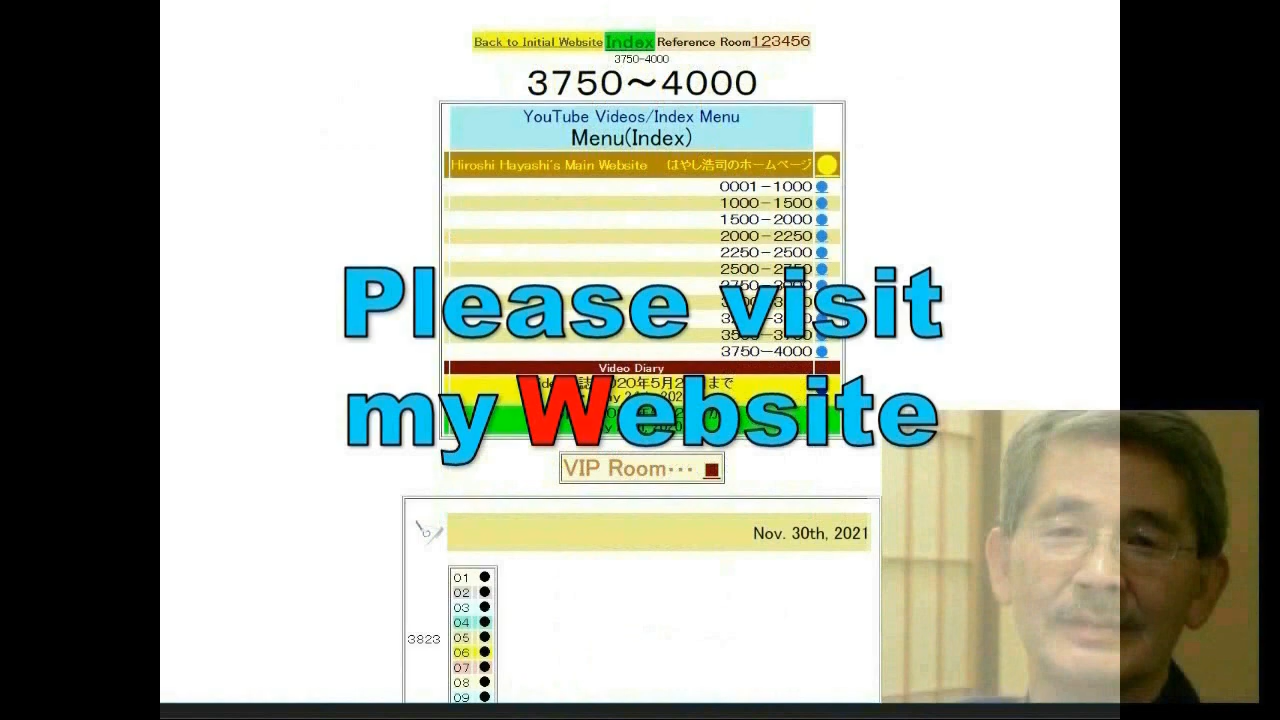 Back to Initial Website Index Reference Room123456
3750-4000
3750~4000
YouTube Videos/Index Menu
Menu(Index)
Hiroshi Hayashi's Main Website はやし浩司のホームページ
0001-1000
1000-1500
1500-2000
2000-2250
2250-2500
2500-2750
Please visit
3750~4000
Video Diary
my Website
VIP Room・・・
Nov. 30th, 2021
3823
01
02
03
04
05
06
07
08
09